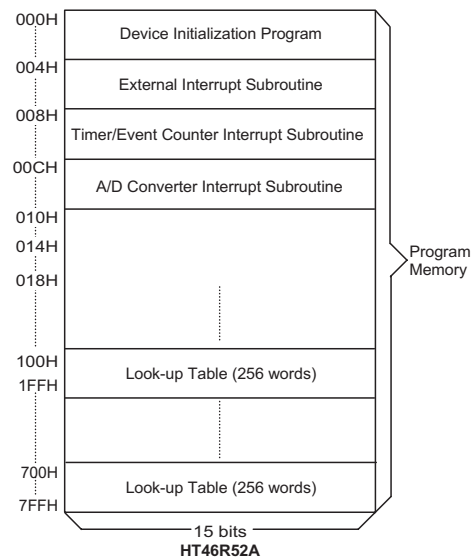 000H
Device Initialization Program
004H
External Interrupt Subroutine
008H
Timer/Event Counter Interrupt Subroutine
00CH
A/D Converter Interrupt Subroutine
010H
014H
018H
Program
Memory
100H
Look-up Table (256 words)
1FFH
700H
Look-up Table (256 words)
7FFH
15 bits
HT46R52A